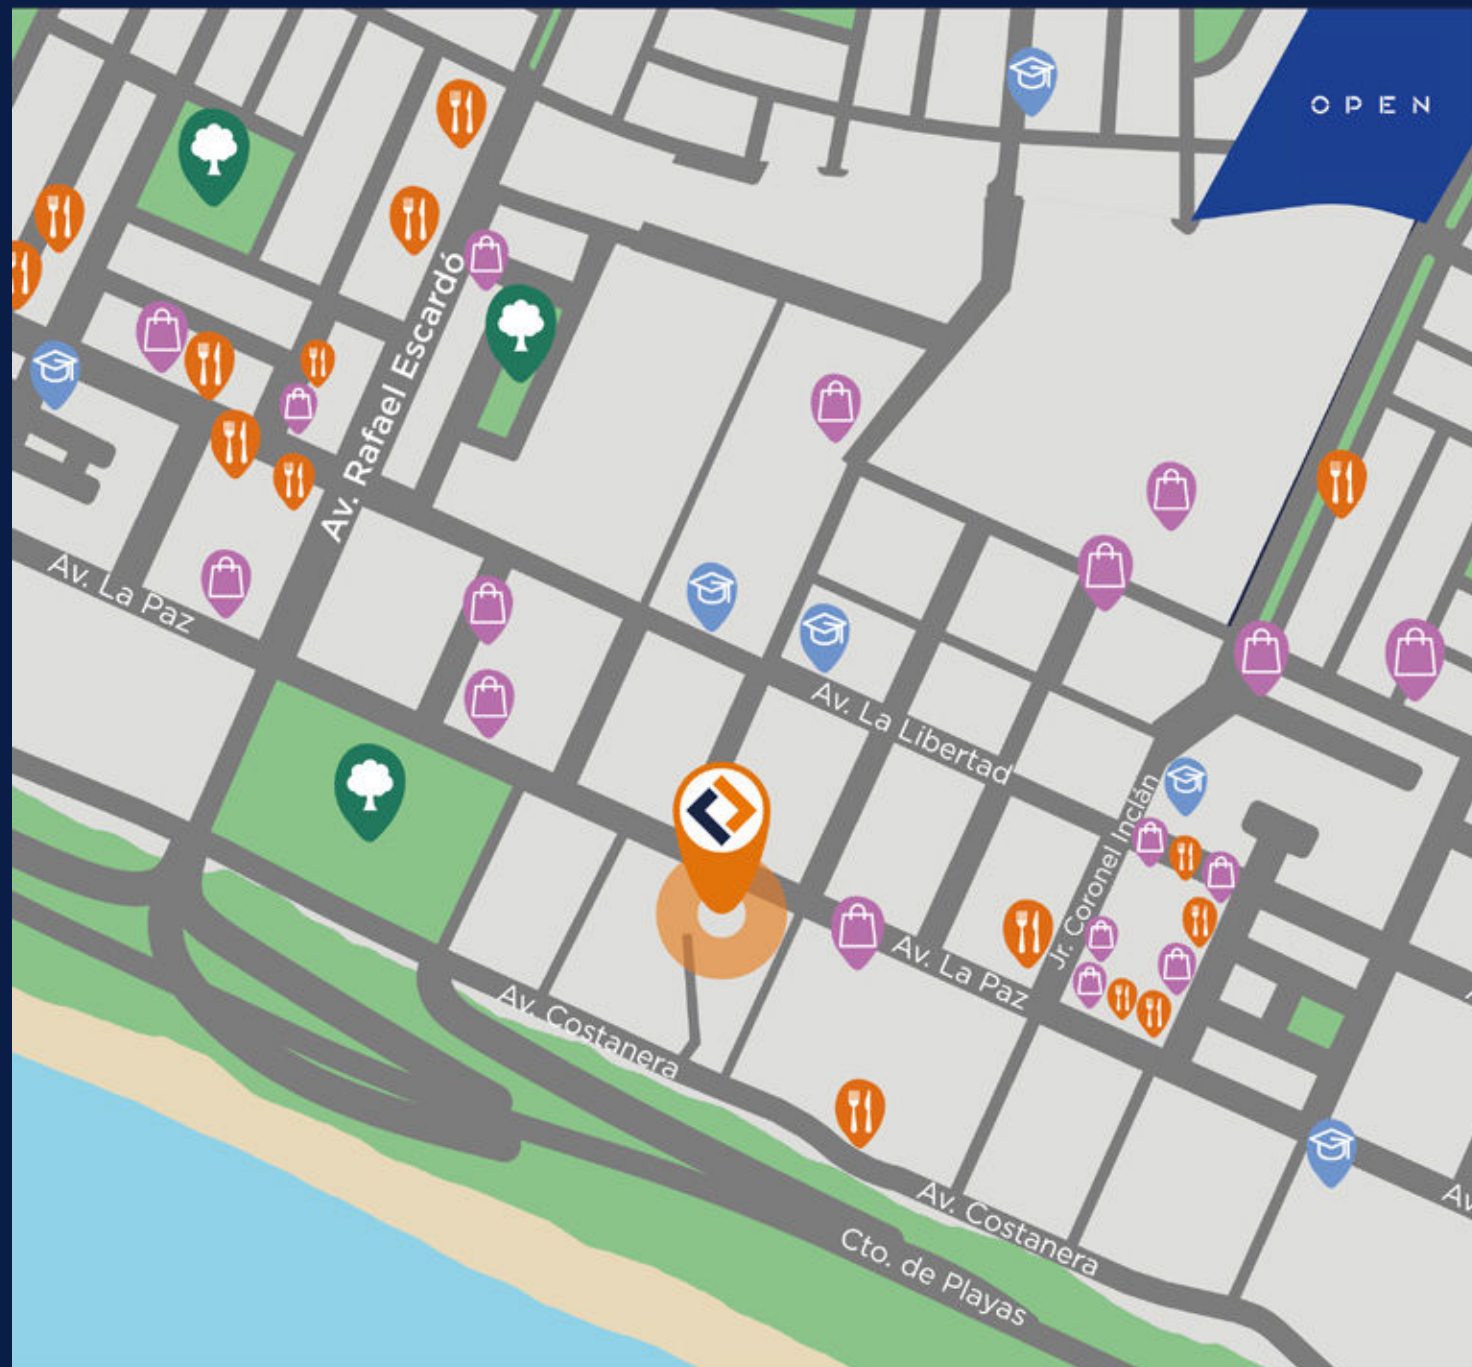 OPEN
Av. Rafael Escardó
Av. La Paz
Av. La Libertad
Jr. Coronel Inclán
Av. La Paz
Av. Costanera
Av. Costanera
Cto. de Playas
Av